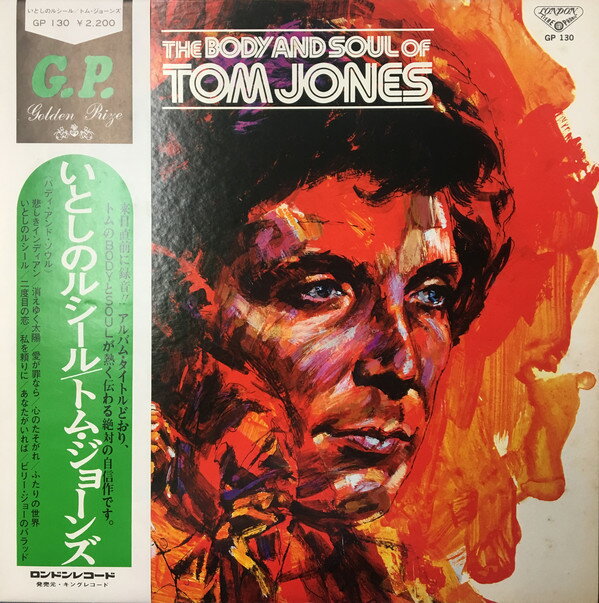 いとしのルシール／トム・ジョーンズ
GP 130 ¥2,200
G.P.
Golden Prize
来日直前に録音!! アルバム・タイトルどおり、
トムのBODYとSOULが熱く伝わる絶対の自信作です。
いとしのルシール/トム・ジョーンズ
(バディ・アンド・ソウル)
悲しきインディアン／消えゆく太陽／愛が罪なら／心のたそがれ／ふたりの世界
いとしのルシール／二度目の恋／私を頼りに／あなたがいれば／ビリー・ジョーのバラッド
ロンドンレコード
発売元・キングレコード
THE BODY AND SOUL OF
TOM JONES
LONDON
GP 130